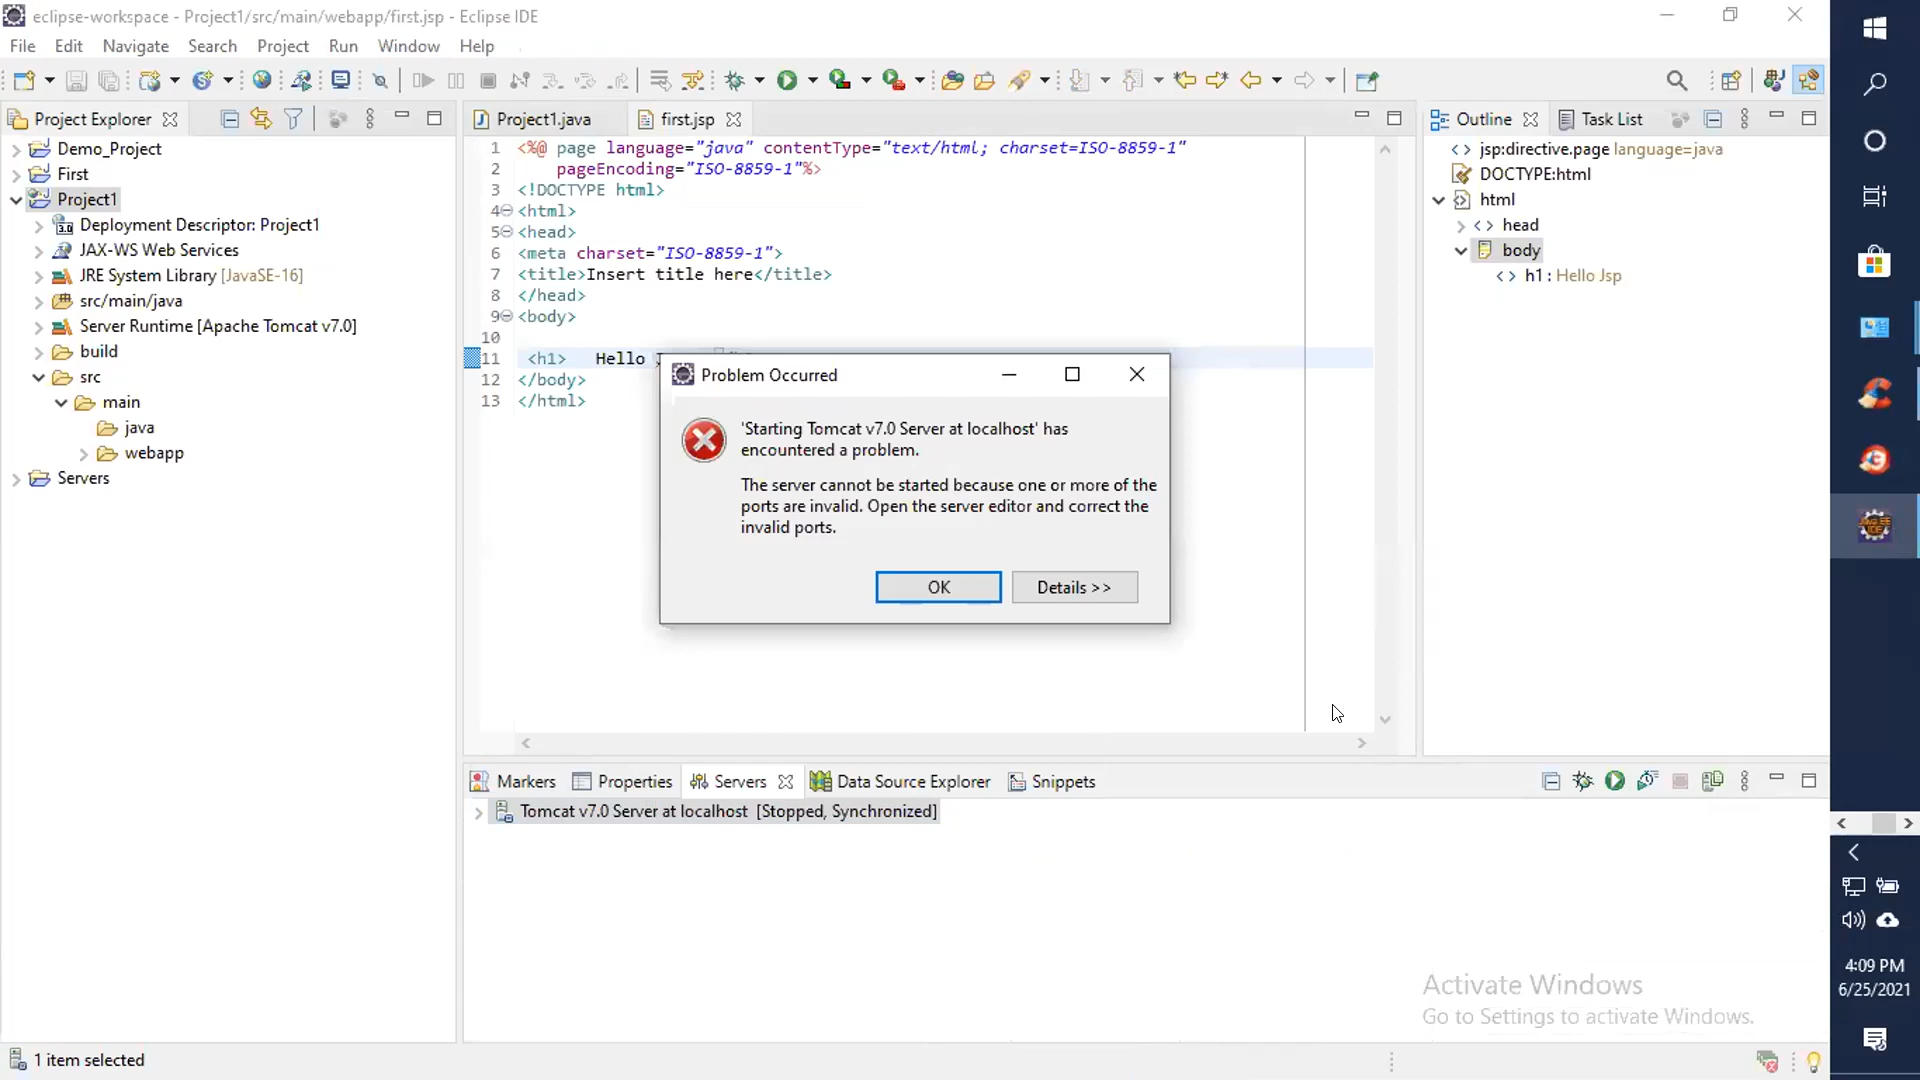 eclipse-workspace - Project1/src/main/webapp/first.jsp - Eclipse IDE
File Edit Navigate Search Project Run Window Help
Project Explorer
Project1.java
first.jsp
Outline
Task List
Demo_Project
First
Project1
Deployment Descriptor: Project1
JAX-WS Web Services
JRE System Library [JavaSE-16]
src/main/java
Server Runtime [Apache Tomcat v7.0]
build
src
main
java
webapp
Servers
1 <%@ page language="java" contentType="text/html; charset=ISO-8859-1"
2 pageEncoding="ISO-8859-1"%>
3 <!DOCTYPE html>
4 <html>
5 <head>
6 <meta charset="ISO-8859-1">
7 <title>Insert title here</title>
8 </head>
9 <body>
10
11 <h1> Hello
12 </body>
13 </html>
Problem Occurred
'Starting Tomcat v7.0 Server at localhost' has
encountered a problem.
The server cannot be started because one or more of the
ports are invalid. Open the server editor and correct the
invalid ports.
OK
Details >>
jsp:directive.page language=java
DOCTYPE:html
html
head
body
h1 : Hello Jsp
Markers Properties Servers Data Source Explorer Snippets
Tomcat v7.0 Server at localhost [Stopped, Synchronized]
Activate Windows
Go to Settings to activate Windows.
4:09 PM
6/25/2021
1 item selected